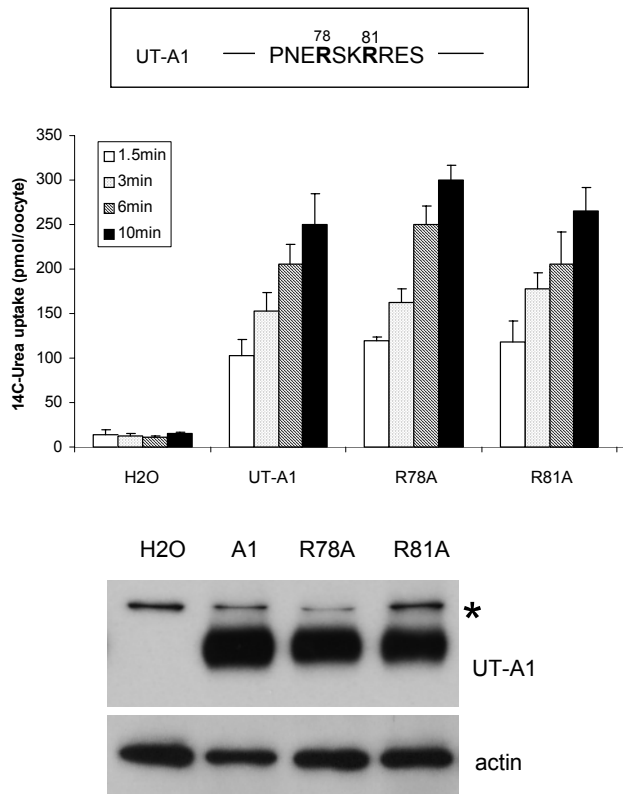 78 81
UT-A1 PNERSKRRES
350
300
250
200
150
100
50
0
14C-Urea uptake (pmol/oocyte)
1.5min
3min
6min
10min
H2O UT-A1 R78A R81A
H2O A1 R78A R81A
*
UT-A1
actin